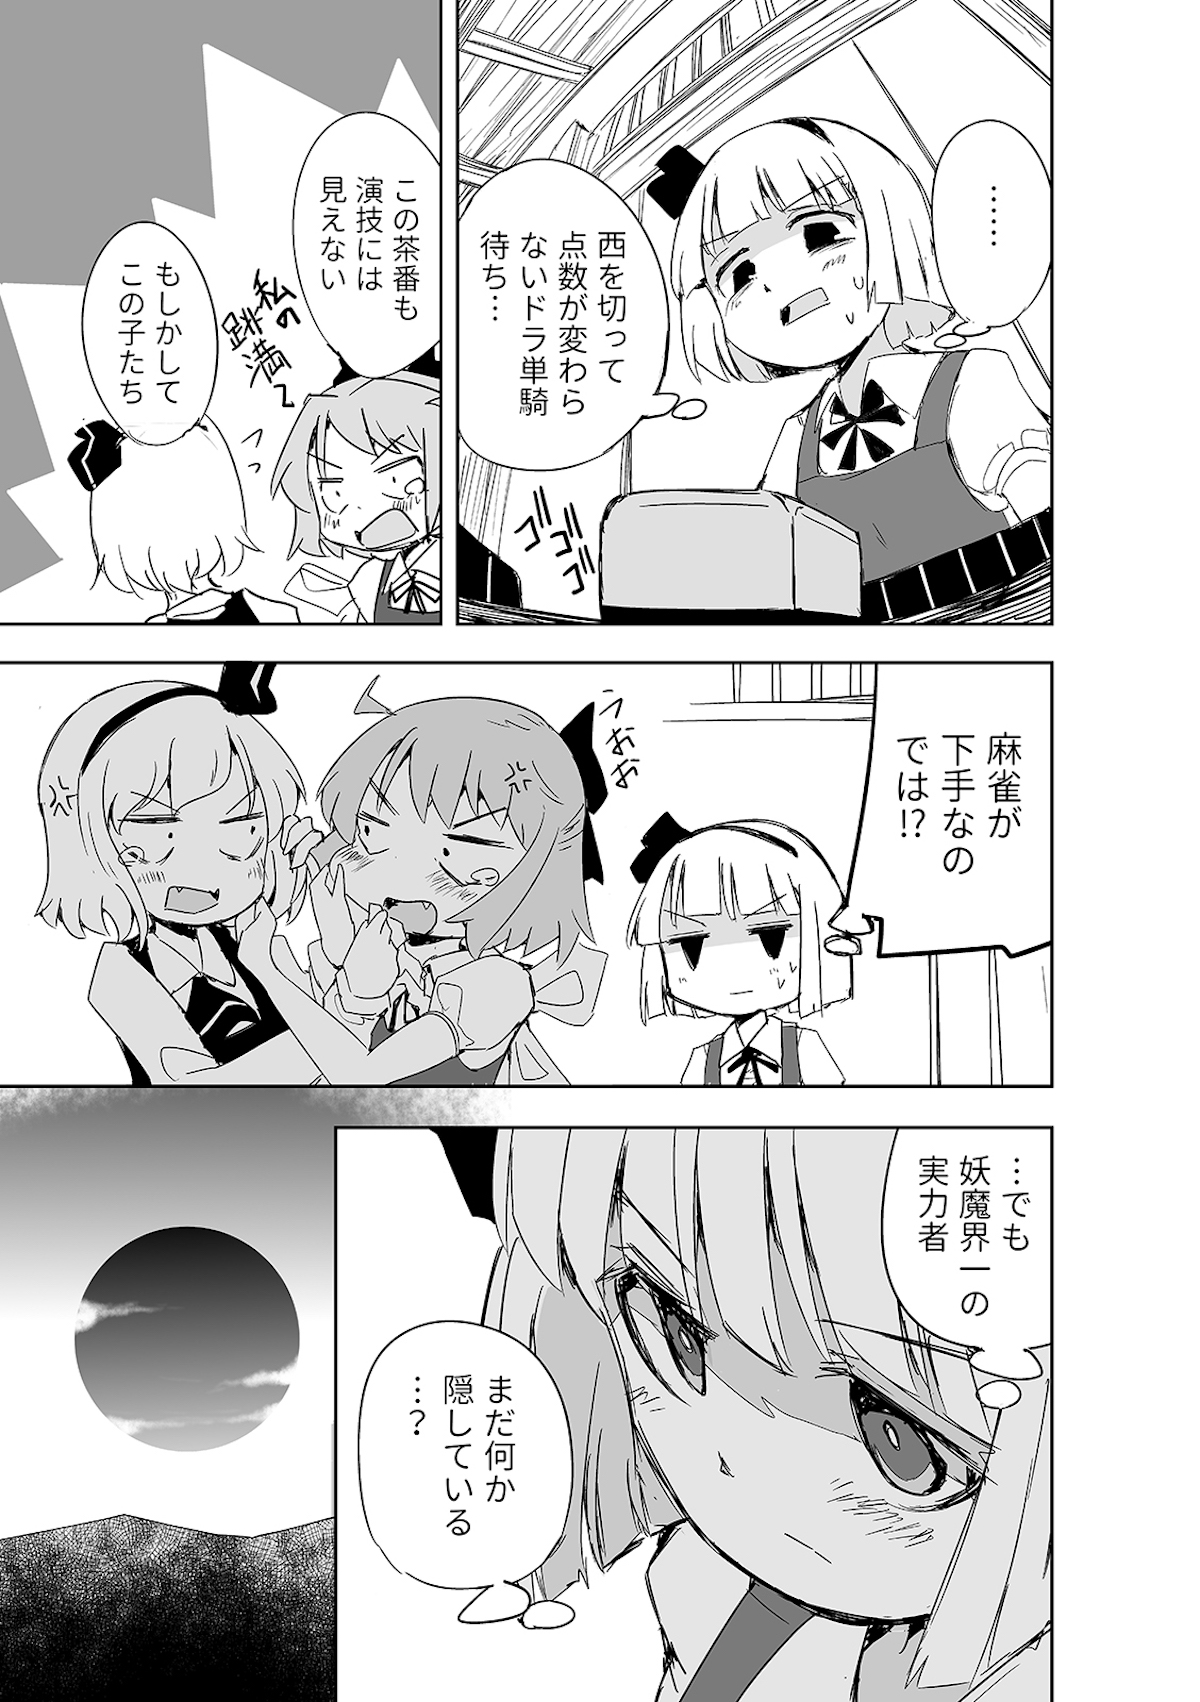 ……
西を切って
点数が変わら
ないドラ単騎
待ち…
ゴゴゴゴ
この茶番も
演技には
見えない
私の
跳満〜
もしかして
この子たち
麻雀が
下手なの
では!?
うおお
…でも
妖魔界一の
実力者
まだ何か
隠している
…?